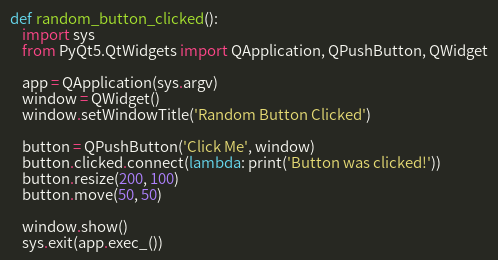 def random_button_clicked():
    import sys
    from PyQt5.QtWidgets import QApplication, QPushButton, QWidget

    app = QApplication(sys.argv)
    window = QWidget()
    window.setWindowTitle('Random Button Clicked')

    button = QPushButton('Click Me', window)
    button.clicked.connect(lambda: print('Button was clicked!'))
    button.resize(200, 100)
    button.move(50, 50)

    window.show()
    sys.exit(app.exec_())